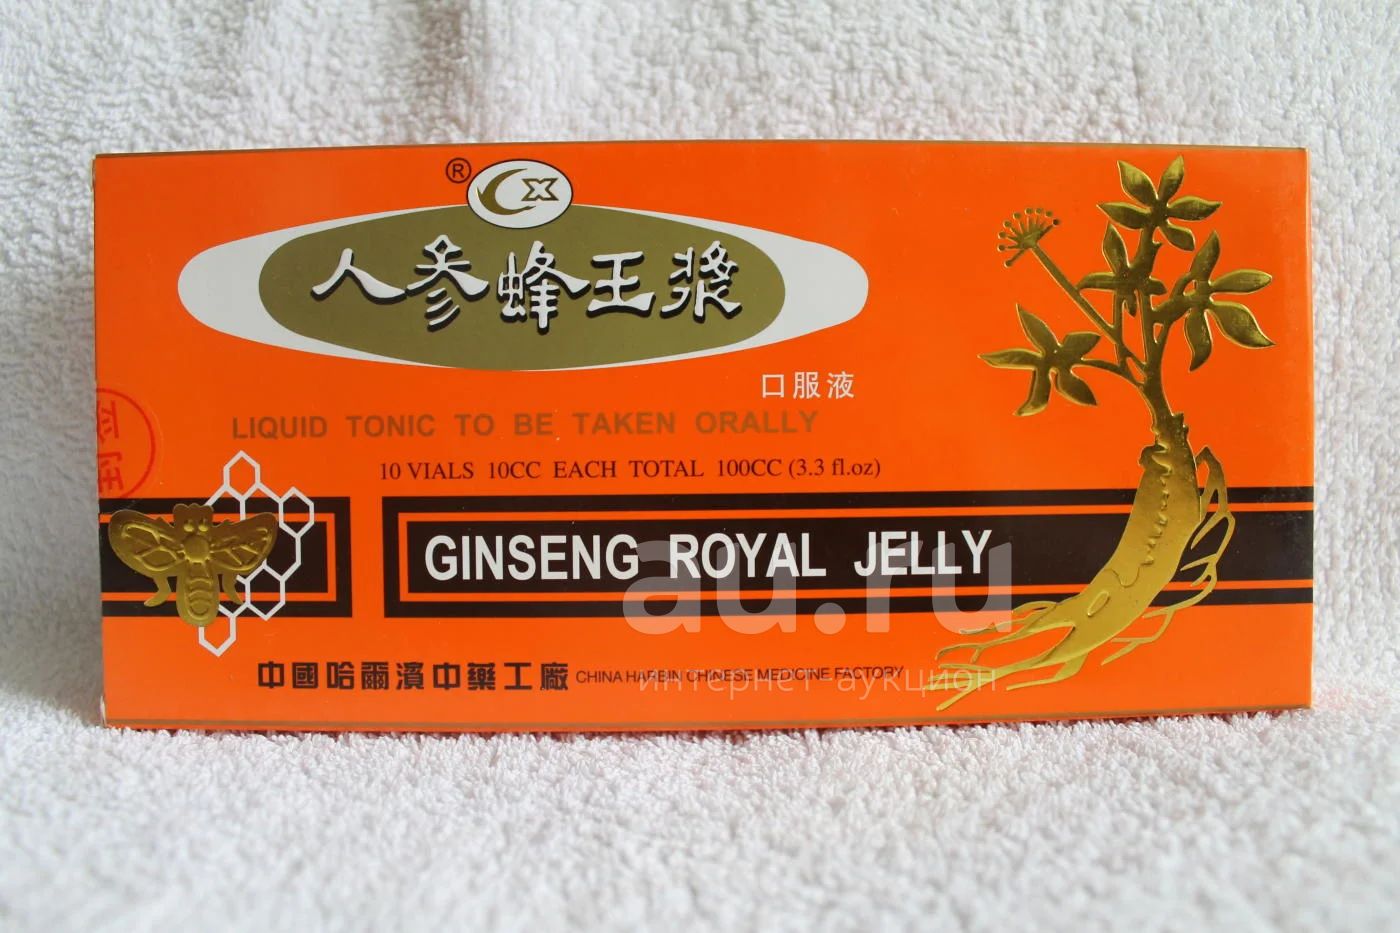 ®
人参蜂王漿
口服液
LIQUID TONIC TO BE TAKEN ORALLY
10 VIALS 10CC EACH TOTAL 100CC (3.3 fl.oz)
GINSENG ROYAL JELLY
au.ru
中國哈爾濱中藥工廠 CHINA HARBIN CHINESE MEDICINE FACTORY
интернет-аукцион